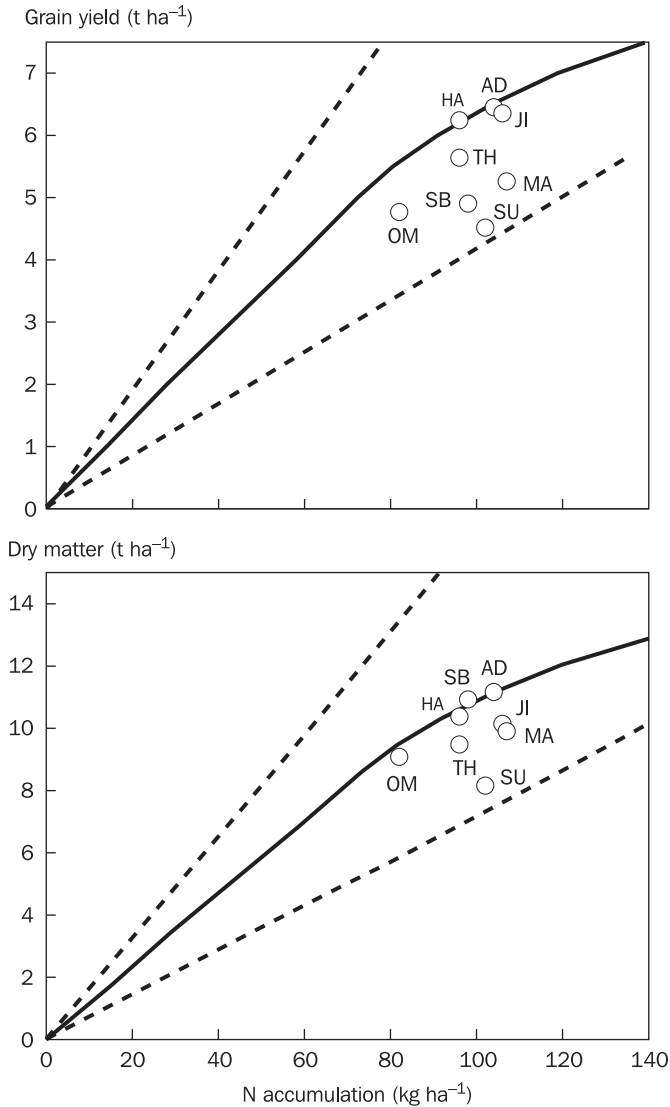 Grain yield (t ha–1)
7
6
5
4
3
2
1
0
HA
AD
JI
TH
MA
SB
SU
OM
Dry matter (t ha–1)
14
12
10
8
6
4
2
0
SB
AD
HA
JI
MA
TH
SU
OM
0 20 40 60 80 100 120 140
N accumulation (kg ha–1)